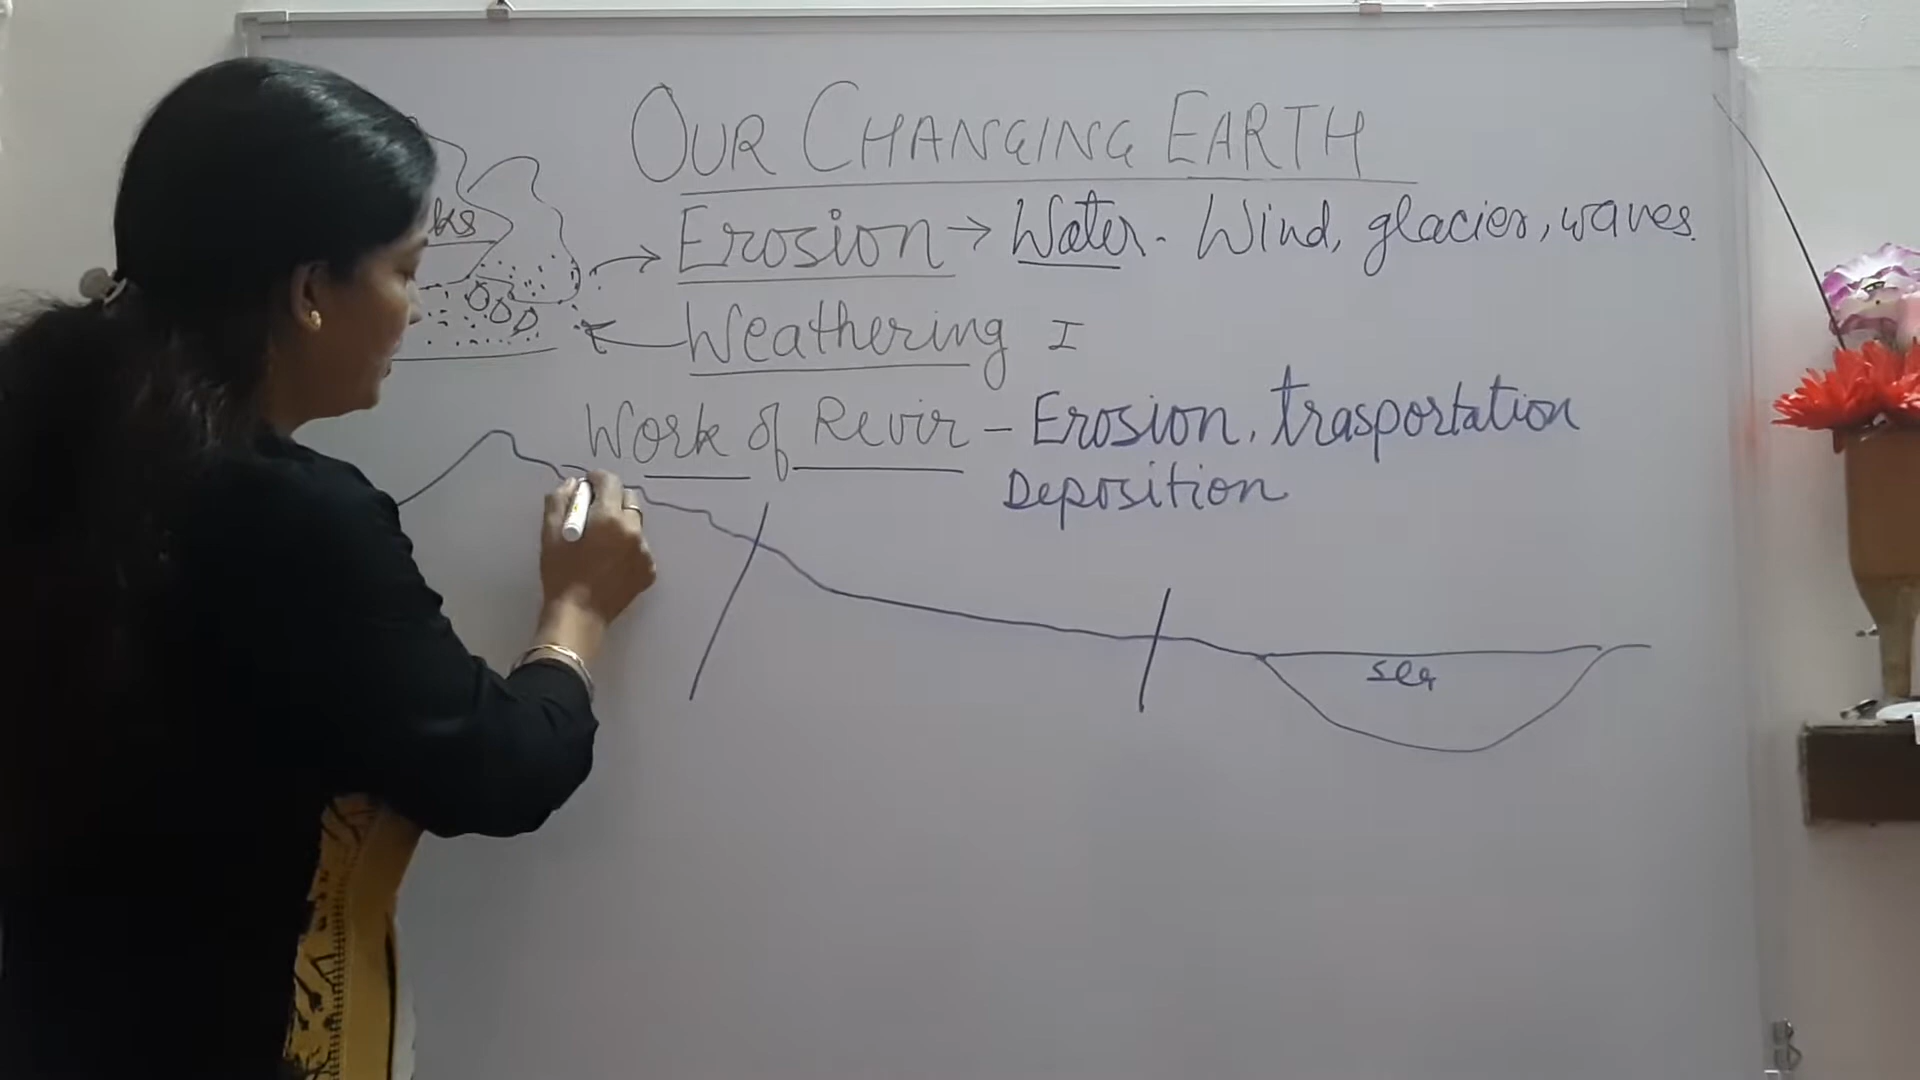 OUR CHANGING EARTH
Erosion → Water - Wind, glacier, waves.
Weathering I
Work of Revir - Erosion, trasportation
Deposition
sea